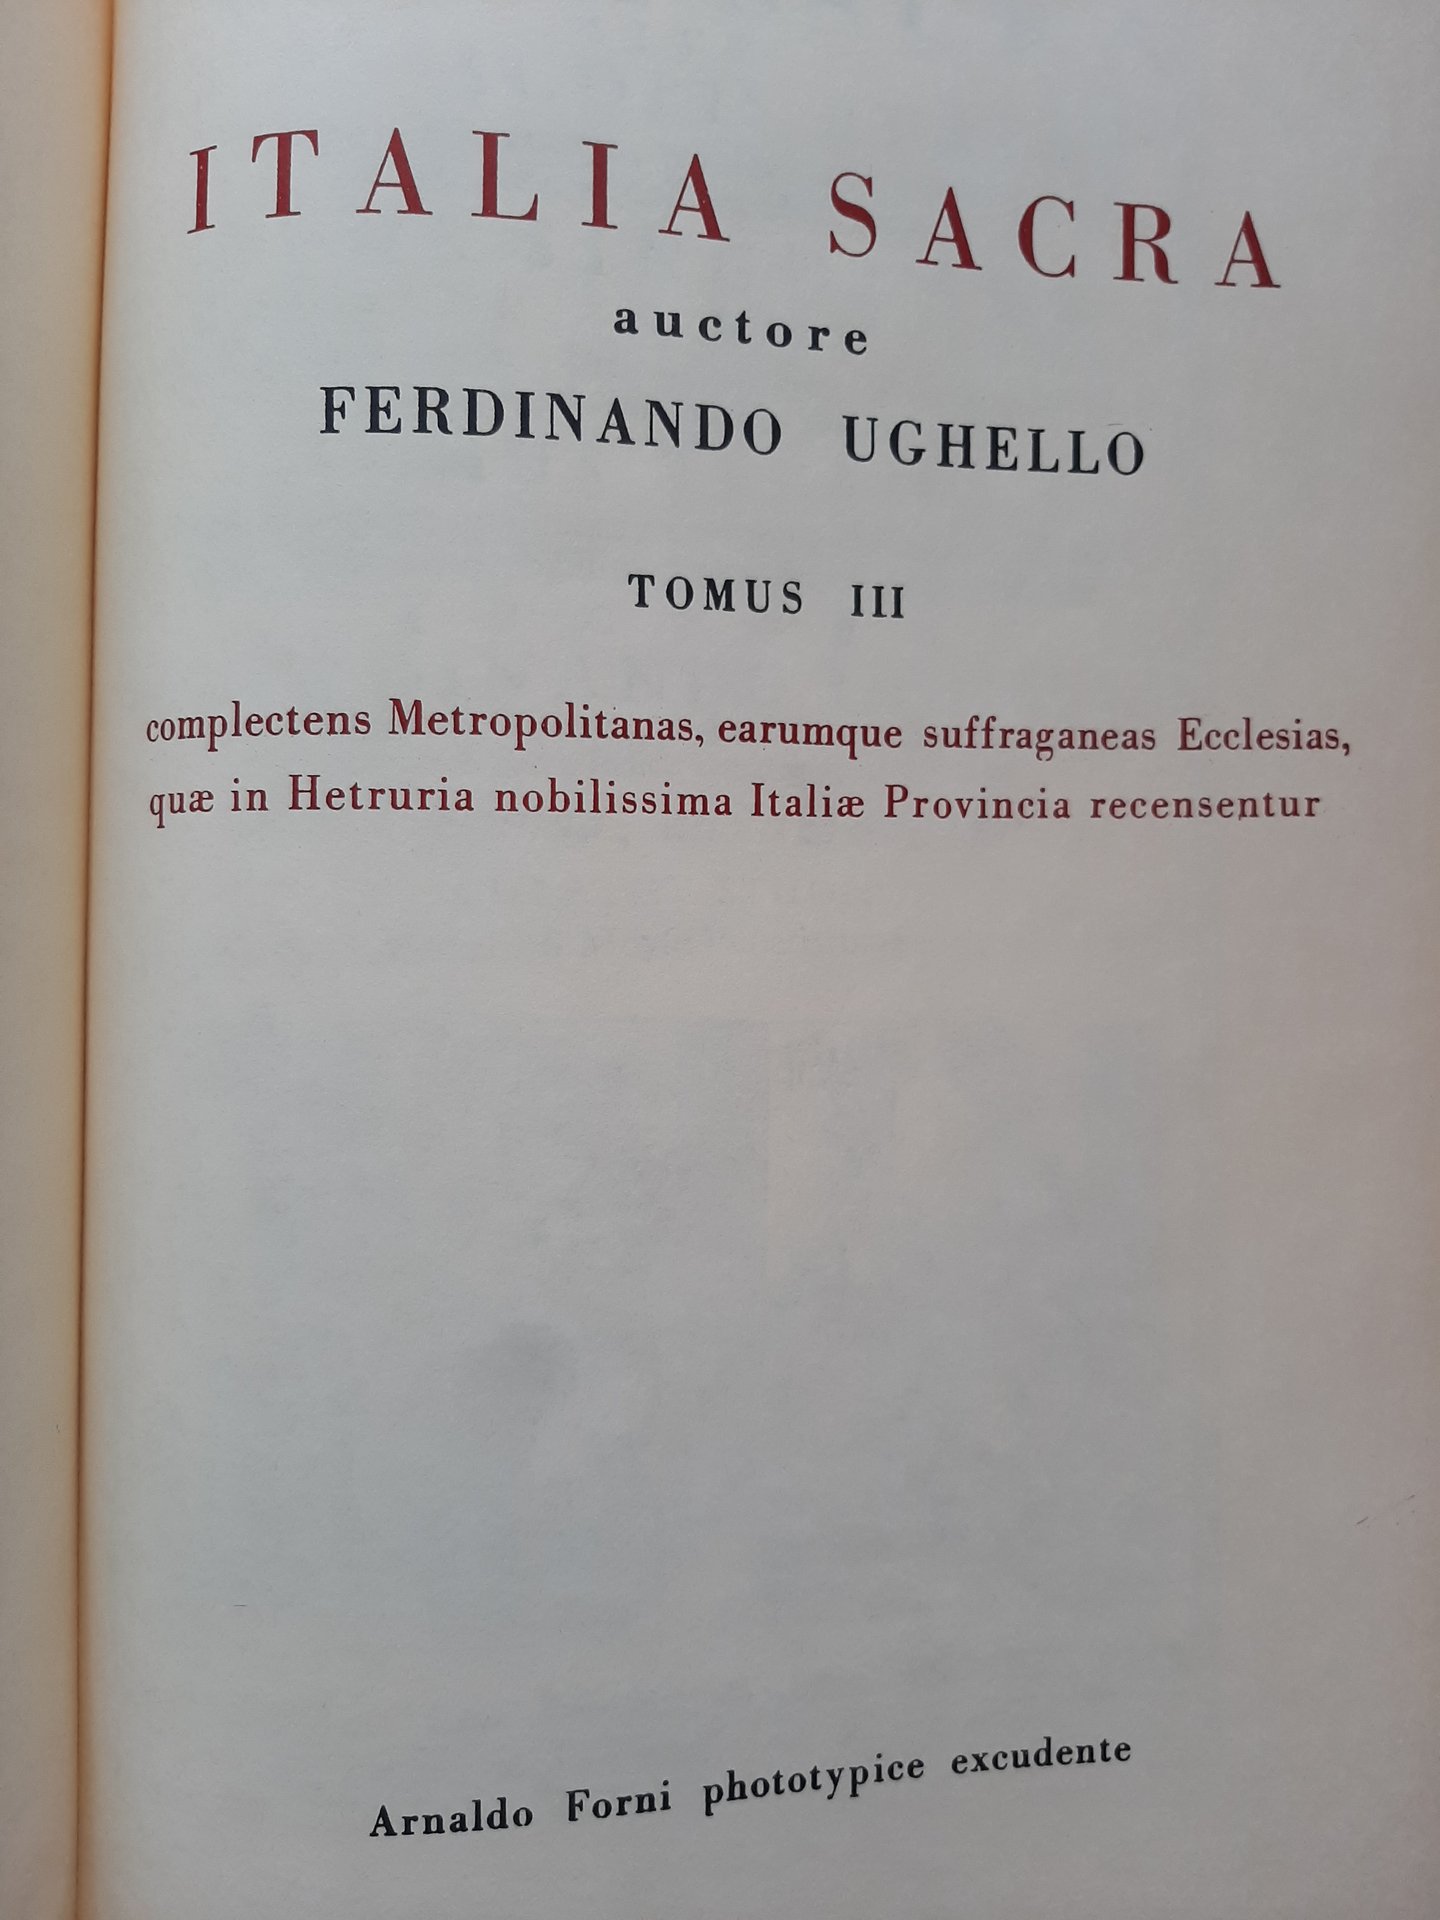 ITALIA SACRA
auctore
FERDINANDO UGHELLO
TOMUS III
complectens Metropolitanas, earumque suffraganeas Ecclesias,
quæ in Hetruria nobilissima Italiæ Provincia recensentur
Arnaldo Forni phototypice excudente